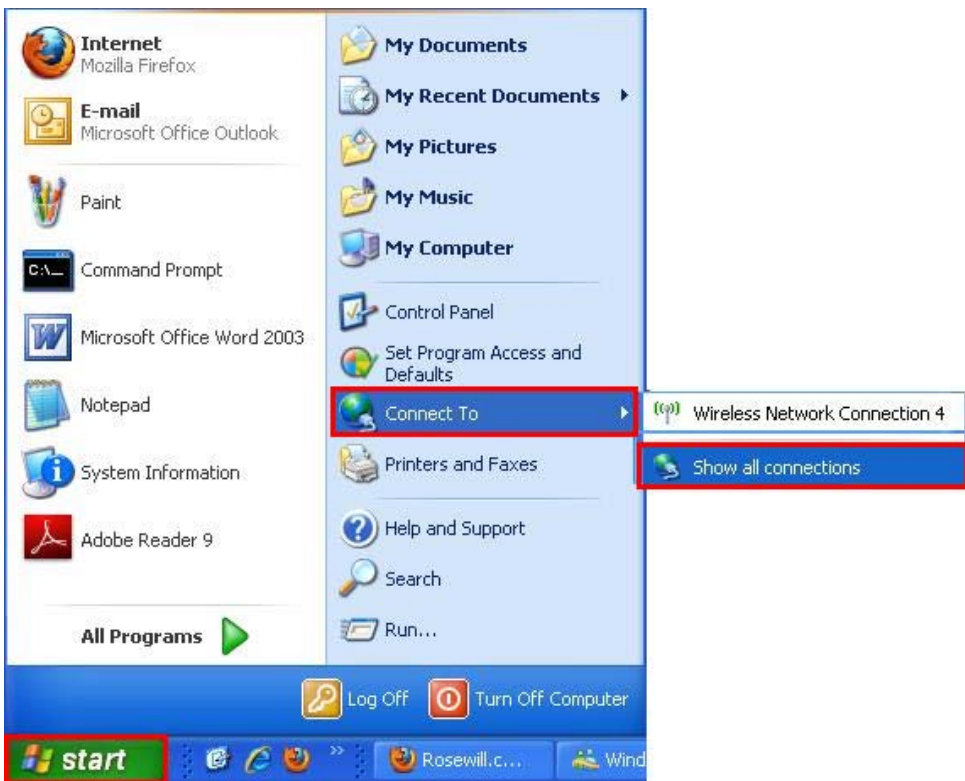 Internet
Mozilla Firefox
E-mail
Microsoft Office Outlook
Paint
C:\_
Command Prompt
W
Microsoft Office Word 2003
Notepad
System Information
Adobe Reader 9
All Programs
My Documents
My Recent Documents
My Pictures
My Music
My Computer
Control Panel
Set Program Access and
Defaults
Connect To
Printers and Faxes
Help and Support
Search
Run...
Wireless Network Connection 4
Show all connections
Log Off
Turn Off Computer
start
Rosewill.c...
Wind